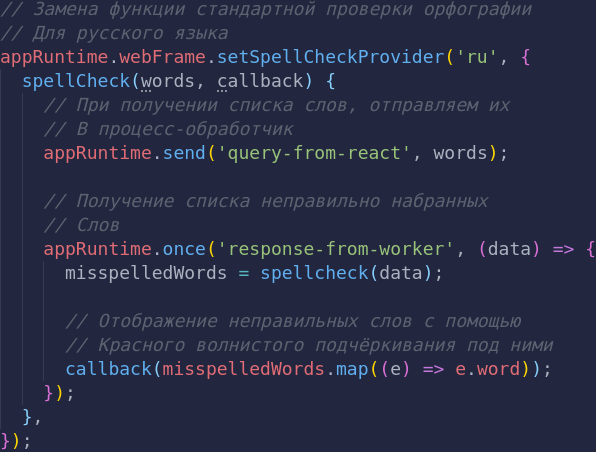 // Замена функции стандартной проверки орфографии
// Для русского языка
appRuntime.webFrame.setSpellCheckProvider('ru', {
  spellCheck(words, callback) {
    // При получении списка слов, отправляем их
    // В процесс-обработчик
    appRuntime.send('query-from-react', words);

    // Получение списка неправильно набранных
    // Слов
    appRuntime.once('response-from-worker', (data) => {
      misspelledWords = spellcheck(data);

      // Отображение неправильных слов с помощью
      // Красного волнистого подчёркивания под ними
      callback(misspelledWords.map((e) => e.word));
    });
  },
});